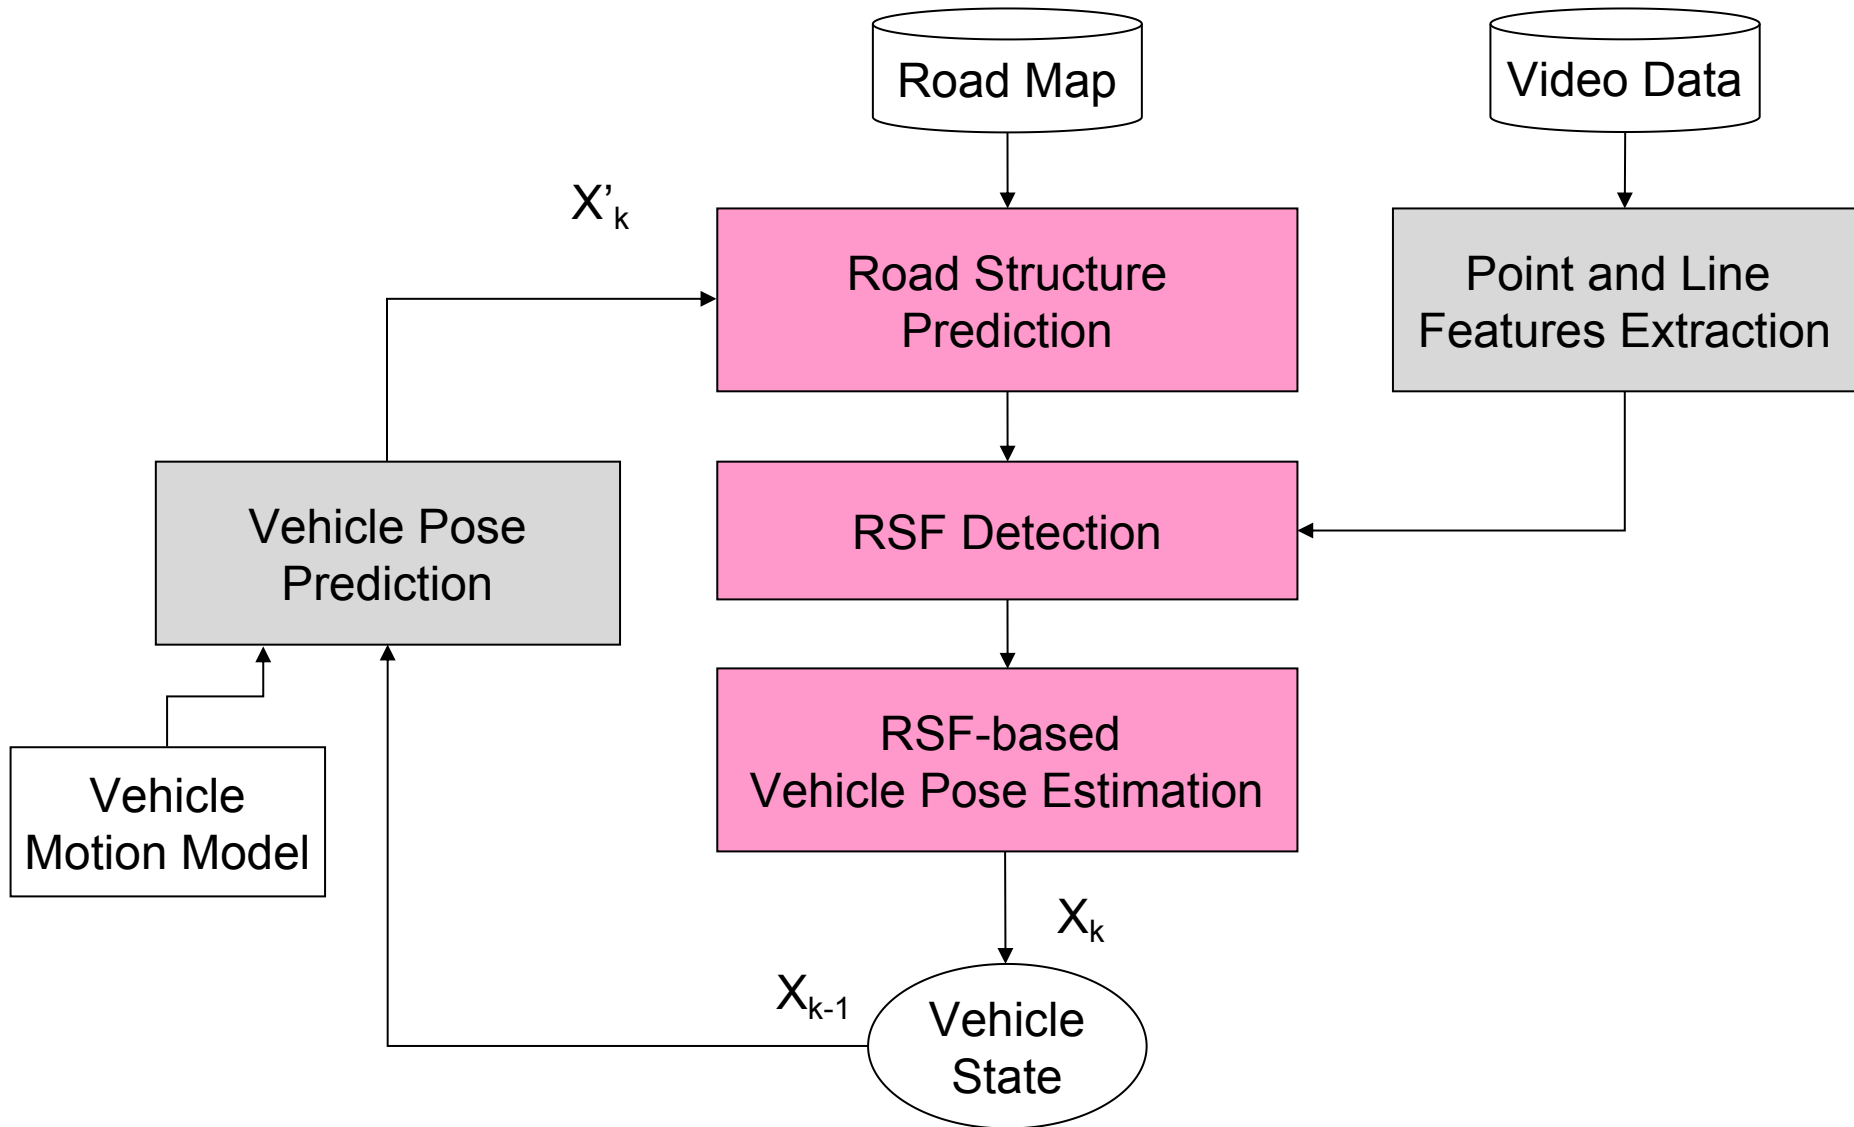 Road Map
Video Data
X’k
Road Structure
Prediction
Point and Line
Features Extraction
Vehicle Pose
Prediction
RSF Detection
RSF-based
Vehicle Pose Estimation
Vehicle
Motion Model
Xk
Xk-1
Vehicle
State